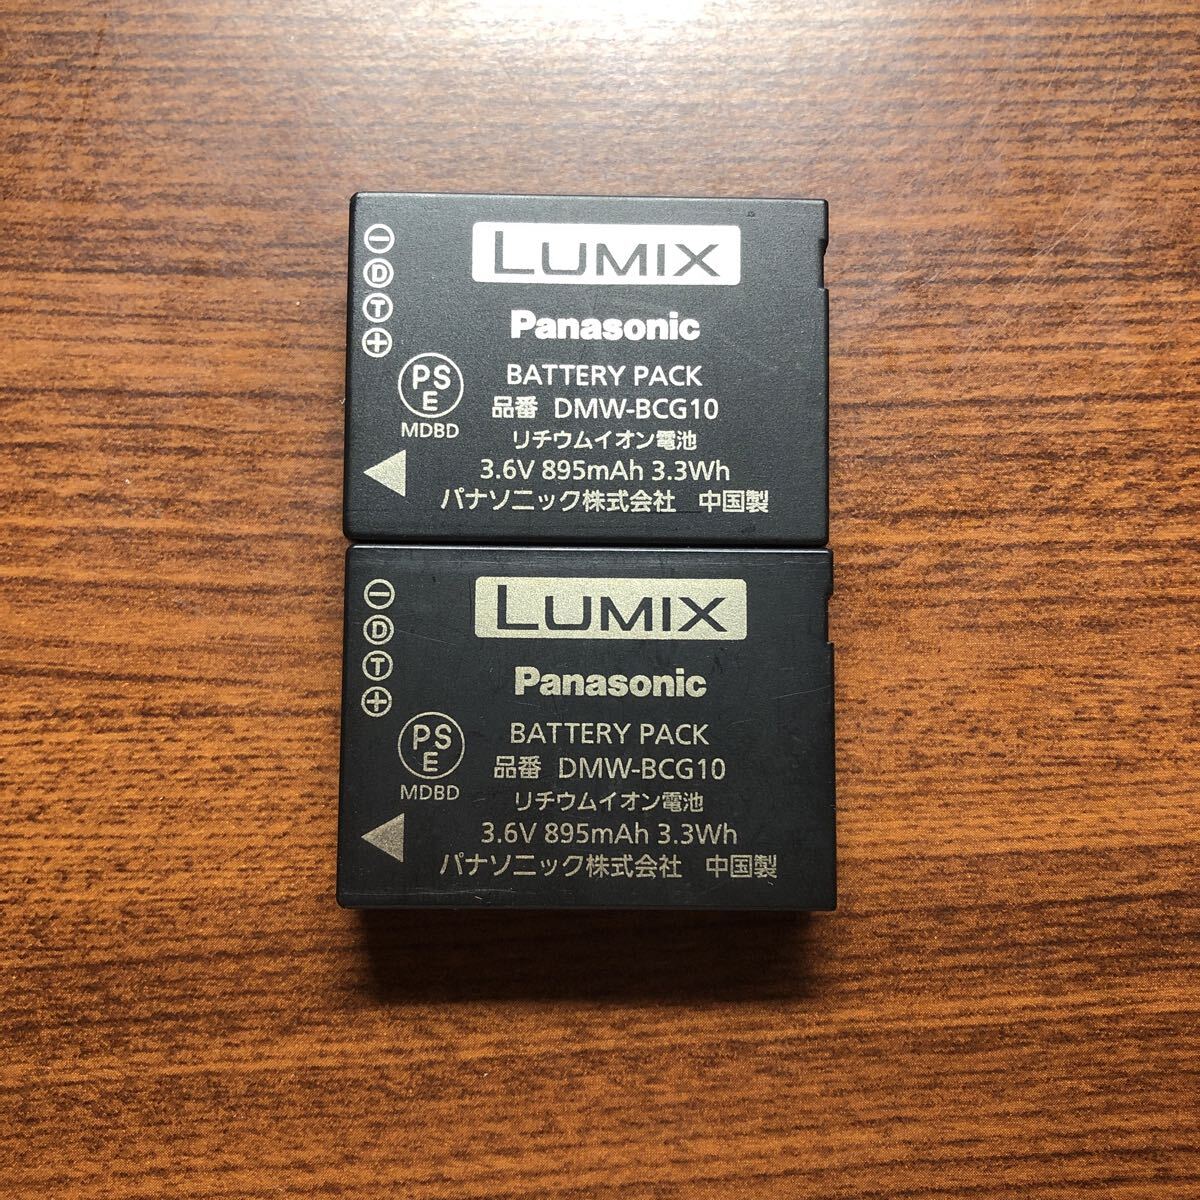 LUMIX
Panasonic
BATTERY PACK
品番 DMW-BCG10
リチウムイオン電池
3.6V 895mAh 3.3Wh
パナソニック株式会社 中国製
−
D
T
+
PS
E
MDBD
LUMIX
Panasonic
BATTERY PACK
品番 DMW-BCG10
リチウムイオン電池
3.6V 895mAh 3.3Wh
パナソニック株式会社 中国製
−
D
T
+
PS
E
MDBD